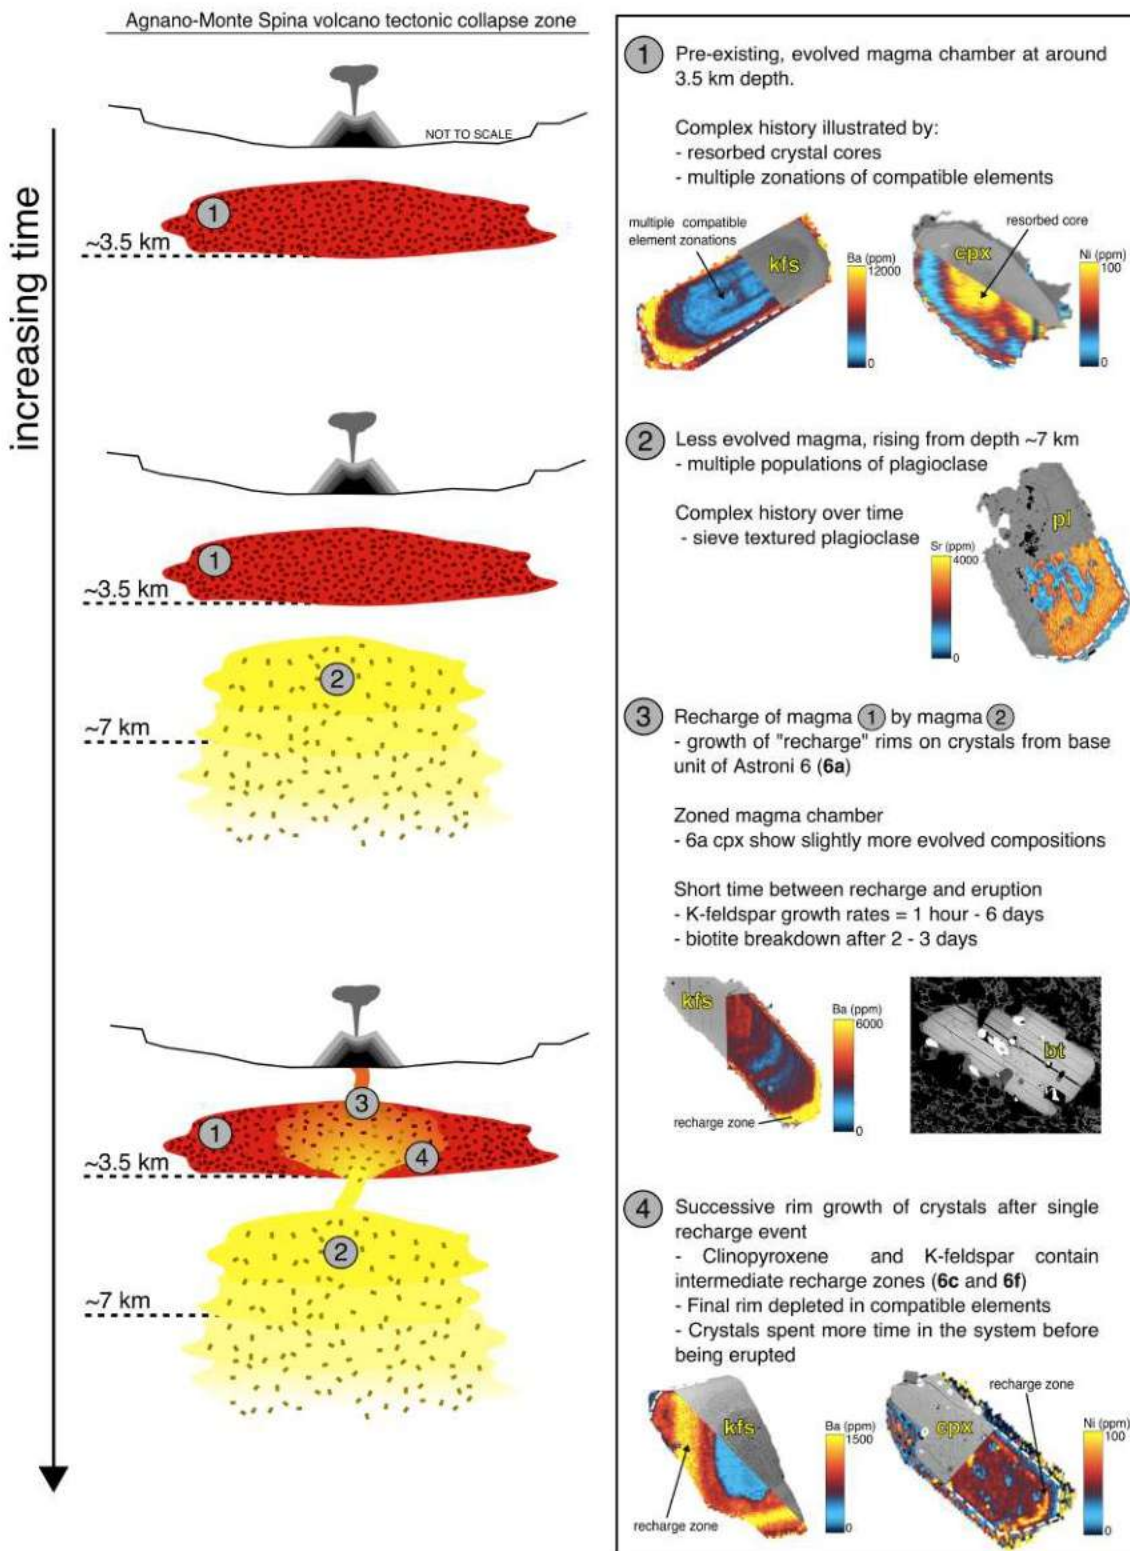 Agnano-Monte Spina volcano tectonic collapse zone
increasing time
NOT TO SCALE
1
~3.5 km
1
~3.5 km
2
~7 km
3
1
4
~3.5 km
2
~7 km
1 Pre-existing, evolved magma chamber at around
3.5 km depth.
Complex history illustrated by:
- resorbed crystal cores
- multiple zonations of compatible elements
multiple compatible
element zonations
kfs
Ba (ppm)
12000
0
resorbed core
cpx
Ni (ppm)
100
0
2 Less evolved magma, rising from depth ~7 km
- multiple populations of plagioclase
Complex history over time
- sieve textured plagioclase
pl
Sr (ppm)
4000
0
3 Recharge of magma 1 by magma 2
- growth of "recharge" rims on crystals from base
unit of Astroni 6 (6a)
Zoned magma chamber
- 6a cpx show slightly more evolved compositions
Short time between recharge and eruption
- K-feldspar growth rates = 1 hour - 6 days
- biotite breakdown after 2 - 3 days
kfs
Ba (ppm)
6000
0
recharge zone
bt
4 Successive rim growth of crystals after single
recharge event
- Clinopyroxene and K-feldspar contain
intermediate recharge zones (6c and 6f)
- Final rim depleted in compatible elements
- Crystals spent more time in the system before
being erupted
kfs
recharge zone
Ba (ppm)
1500
0
cpx
recharge zone
Ni (ppm)
100
0